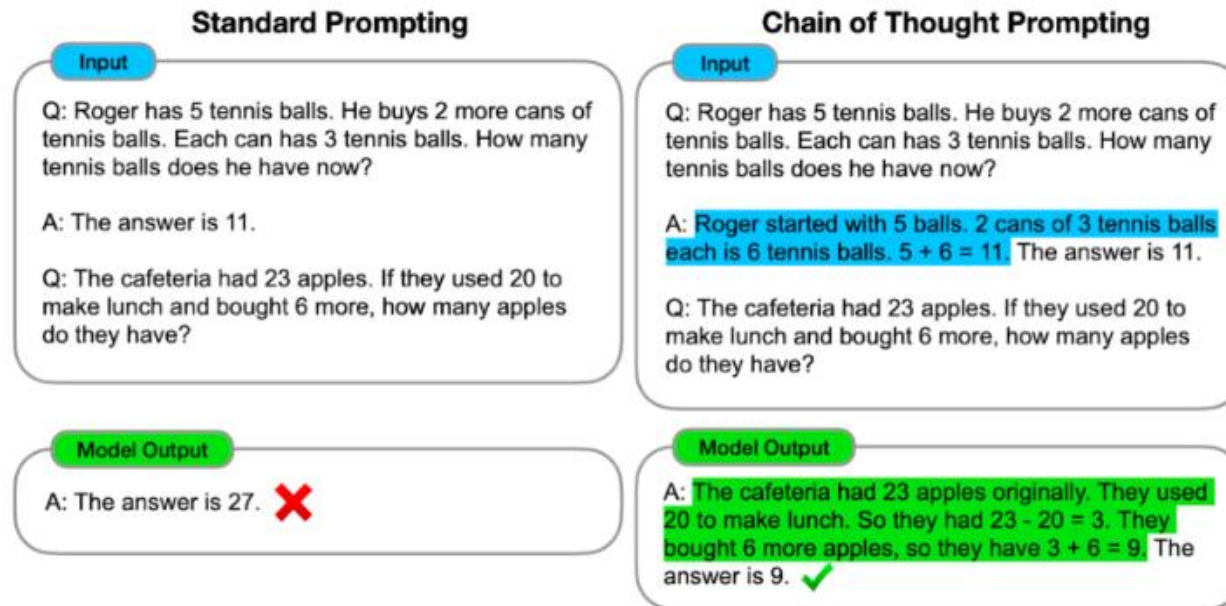 Standard Prompting
Input
Q: Roger has 5 tennis balls. He buys 2 more cans of
tennis balls. Each can has 3 tennis balls. How many
tennis balls does he have now?
A: The answer is 11.
Q: The cafeteria had 23 apples. If they used 20 to
make lunch and bought 6 more, how many apples
do they have?
Model Output
A: The answer is 27.
Chain of Thought Prompting
Input
Q: Roger has 5 tennis balls. He buys 2 more cans of
tennis balls. Each can has 3 tennis balls. How many
tennis balls does he have now?
A: Roger started with 5 balls. 2 cans of 3 tennis balls
each is 6 tennis balls. 5 + 6 = 11. The answer is 11.
Q: The cafeteria had 23 apples. If they used 20 to
make lunch and bought 6 more, how many apples
do they have?
Model Output
A: The cafeteria had 23 apples originally. They used
20 to make lunch. So they had 23 - 20 = 3. They
bought 6 more apples, so they have 3 + 6 = 9. The
answer is 9.